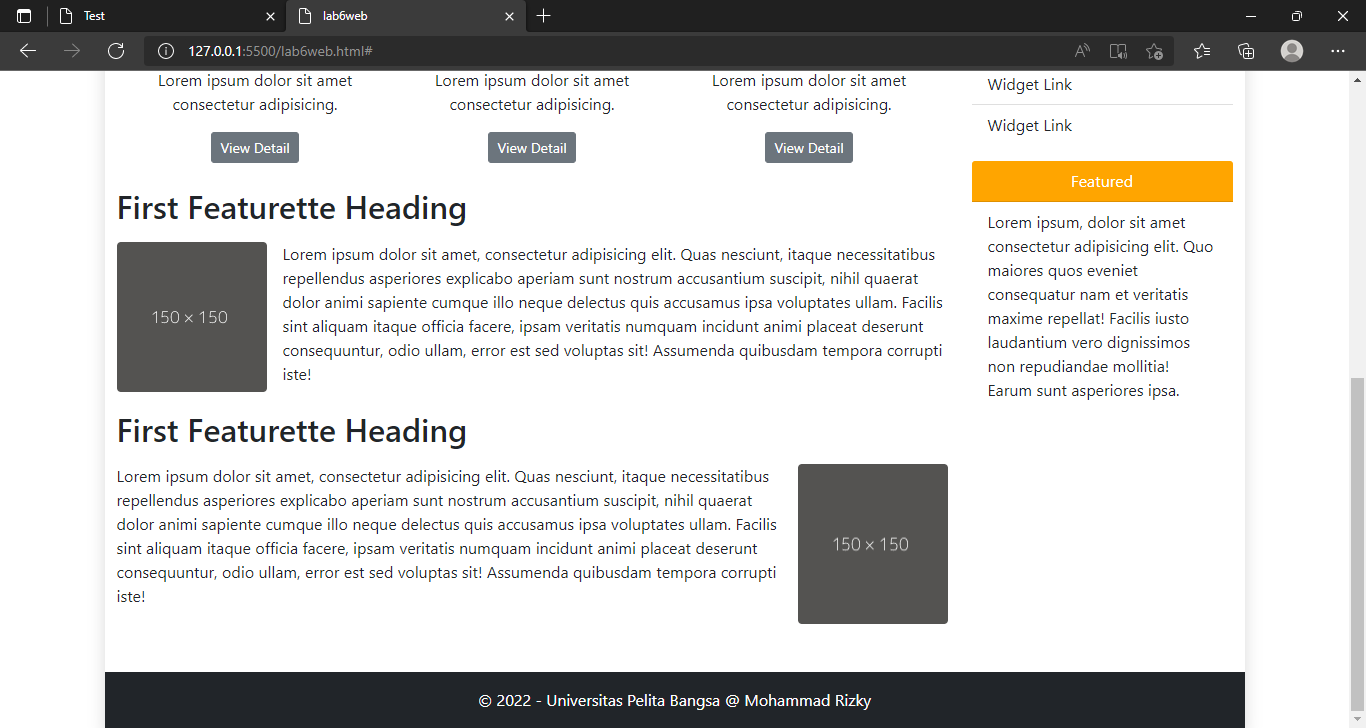 Test
lab6web
127.0.0.1:5500/lab6web.html#
Lorem ipsum dolor sit amet
consectetur adipisicing.
View Detail
Lorem ipsum dolor sit amet
consectetur adipisicing.
View Detail
Lorem ipsum dolor sit amet
consectetur adipisicing.
View Detail
First Featurette Heading
150 × 150
Lorem ipsum dolor sit amet, consectetur adipisicing elit. Quas nesciunt, itaque necessitatibus
repellendus asperiores explicabo aperiam sunt nostrum accusantium suscipit, nihil quaerat
dolor animi sapiente cumque illo neque delectus quis accusamus ipsa voluptates ullam. Facilis
sint aliquam itaque officia facere, ipsam veritatis numquam incidunt animi placeat deserunt
consequuntur, odio ullam, error est sed voluptas sit! Assumenda quibusdam tempora corrupti
iste!
First Featurette Heading
Lorem ipsum dolor sit amet, consectetur adipisicing elit. Quas nesciunt, itaque necessitatibus
repellendus asperiores explicabo aperiam sunt nostrum accusantium suscipit, nihil quaerat
dolor animi sapiente cumque illo neque delectus quis accusamus ipsa voluptates ullam. Facilis
sint aliquam itaque officia facere, ipsam veritatis numquam incidunt animi placeat deserunt
consequuntur, odio ullam, error est sed voluptas sit! Assumenda quibusdam tempora corrupti
iste!
150 × 150
Widget Link
Widget Link
Featured
Lorem ipsum, dolor sit amet
consectetur adipisicing elit. Quo
maiores quos eveniet
consequatur nam et veritatis
maxime repellat! Facilis iusto
laudantium vero dignissimos
non repudiandae mollitia!
Earum sunt asperiores ipsa.
© 2022 - Universitas Pelita Bangsa @ Mohammad Rizky